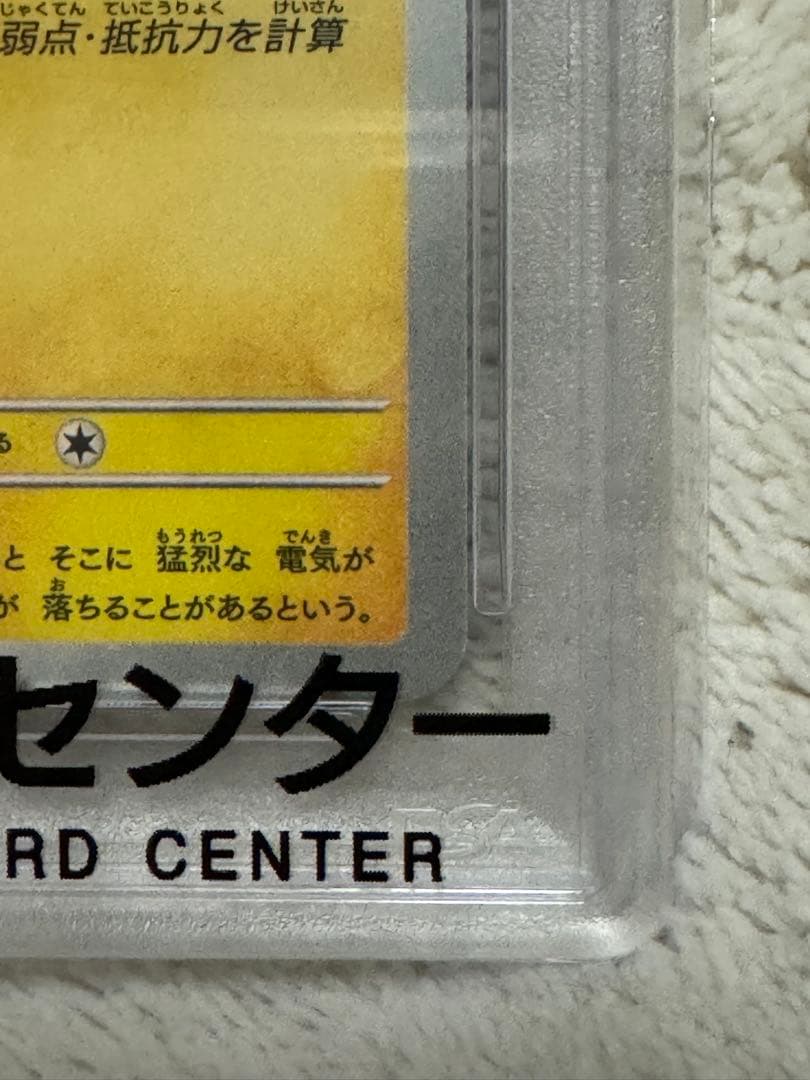 じゃくてん ていこうりょく けいさん
弱点・抵抗力を計算
る
もうれつ でんき
と そこに 猛烈な 電気が
お
が 落ちることがあるという。
センター
RD CENTER
PSA